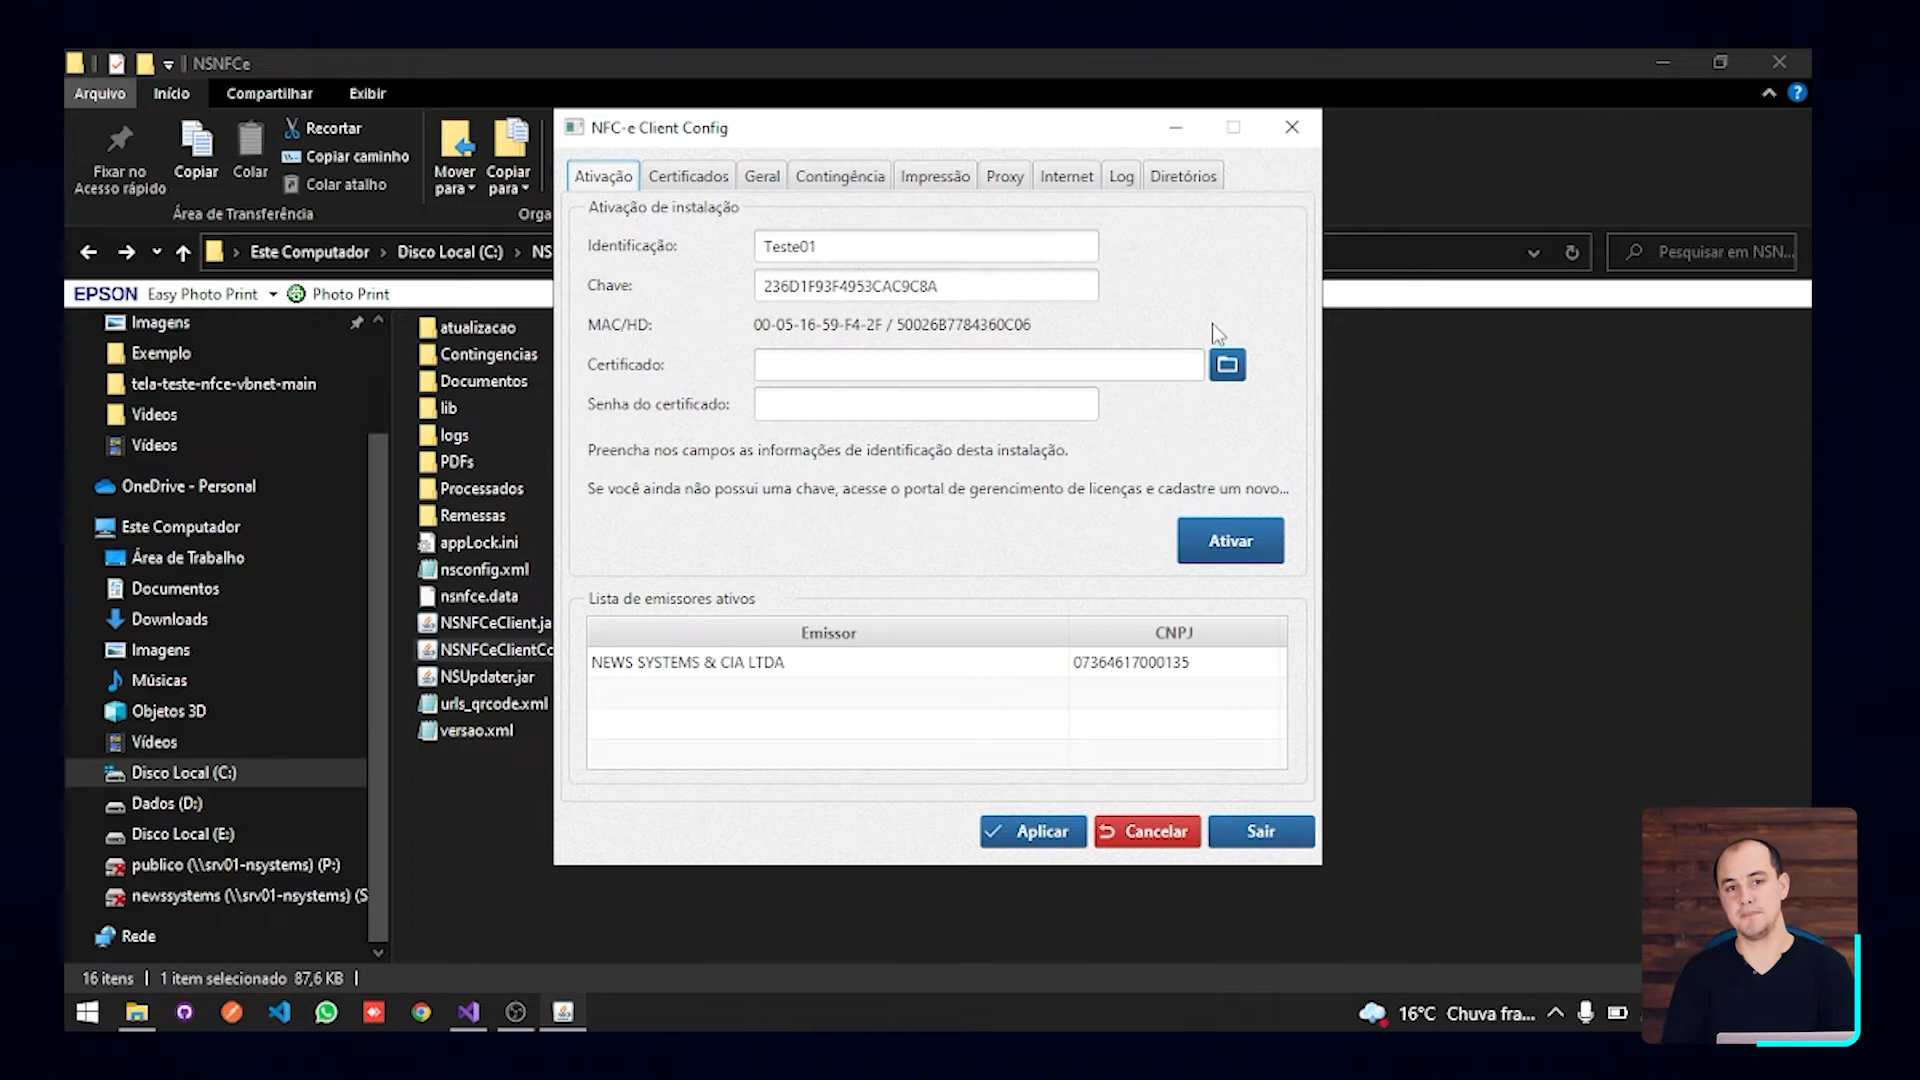 NSNFCe
Arquivo Início Compartilhar Exibir
Fixar no Acesso rápido
Copiar
Colar
Recortar
Copiar caminho
Colar atalho
Mover para
Copiar para
Área de Transferência
Orga
Este Computador > Disco Local (C:) > NS
Pesquisar em NSN...
EPSON Easy Photo Print Photo Print
Imagens
Exemplo
tela-teste-nfce-vbnet-main
Videos
Vídeos
OneDrive - Personal
Este Computador
Área de Trabalho
Documentos
Downloads
Imagens
Músicas
Objetos 3D
Vídeos
Disco Local (C:)
Dados (D:)
Disco Local (E:)
publico (\\srv01-nsystems) (P:)
newssystems (\\srv01-nsystems) (S
Rede
atualizacao
Contingencias
Documentos
lib
logs
PDFs
Processados
Remessas
appLock.ini
nsconfig.xml
nsnfce.data
NSNFCeClient.ja
NSNFCeClientCo
NSUpdater.jar
urls_qrcode.xml
versao.xml
NFC-e Client Config
Ativação Certificados Geral Contingência Impressão Proxy Internet Log Diretórios
Ativação de instalação
Identificação: Teste01
Chave: 236D1F93F4953CAC9C8A
MAC/HD: 00-05-16-59-F4-2F / 50026B7784360C06
Certificado:
Senha do certificado:
Preencha nos campos as informações de identificação desta instalação.
Se você ainda não possui uma chave, acesse o portal de gerencimento de licenças e cadastre um novo...
Ativar
Lista de emissores ativos
Emissor CNPJ
NEWS SYSTEMS & CIA LTDA 07364617000135
Aplicar Cancelar Sair
16 itens 1 item selecionado 87,6 KB
16°C Chuva fra...